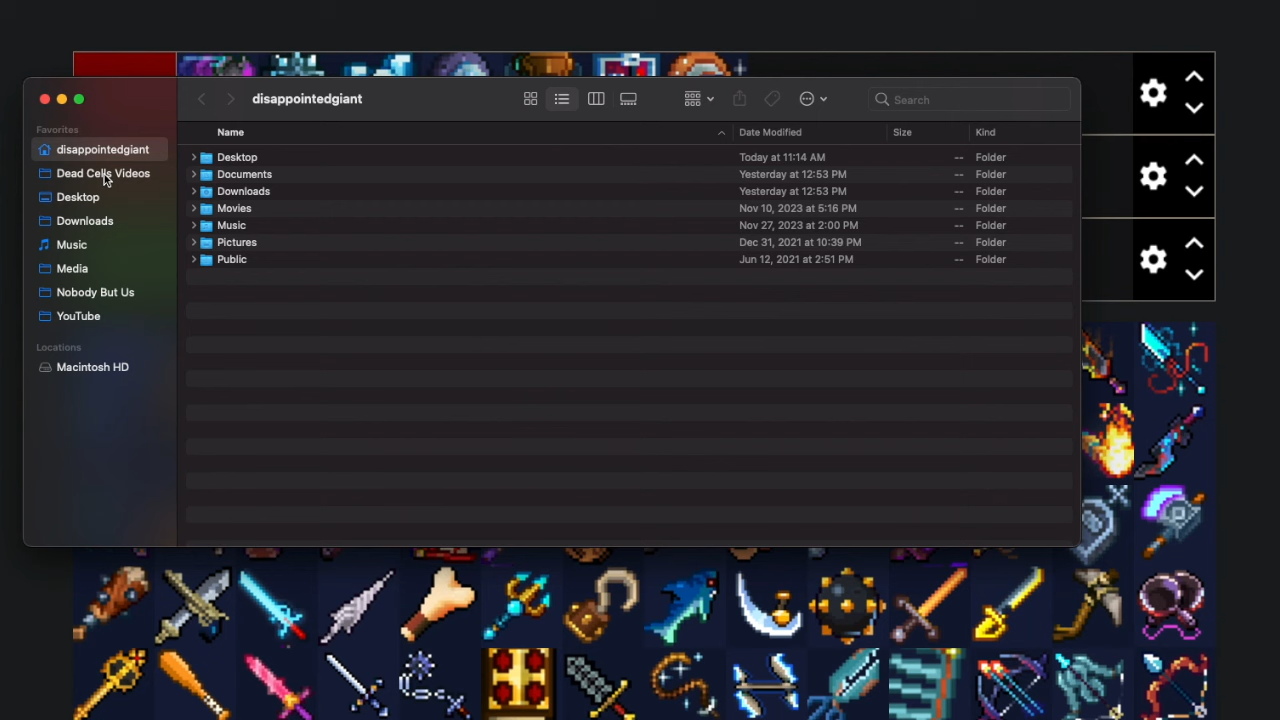 disappointedgiant
Search
Favorites
disappointedgiant
Dead Cells Videos
Desktop
Downloads
Music
Media
Nobody But Us
YouTube
Locations
Macintosh HD
Name Date Modified Size Kind
Desktop Today at 11:14 AM -- Folder
Documents Yesterday at 12:53 PM -- Folder
Downloads Yesterday at 12:53 PM -- Folder
Movies Nov 10, 2023 at 5:16 PM -- Folder
Music Nov 27, 2023 at 2:00 PM -- Folder
Pictures Dec 31, 2021 at 10:39 PM -- Folder
Public Jun 12, 2021 at 2:51 PM -- Folder